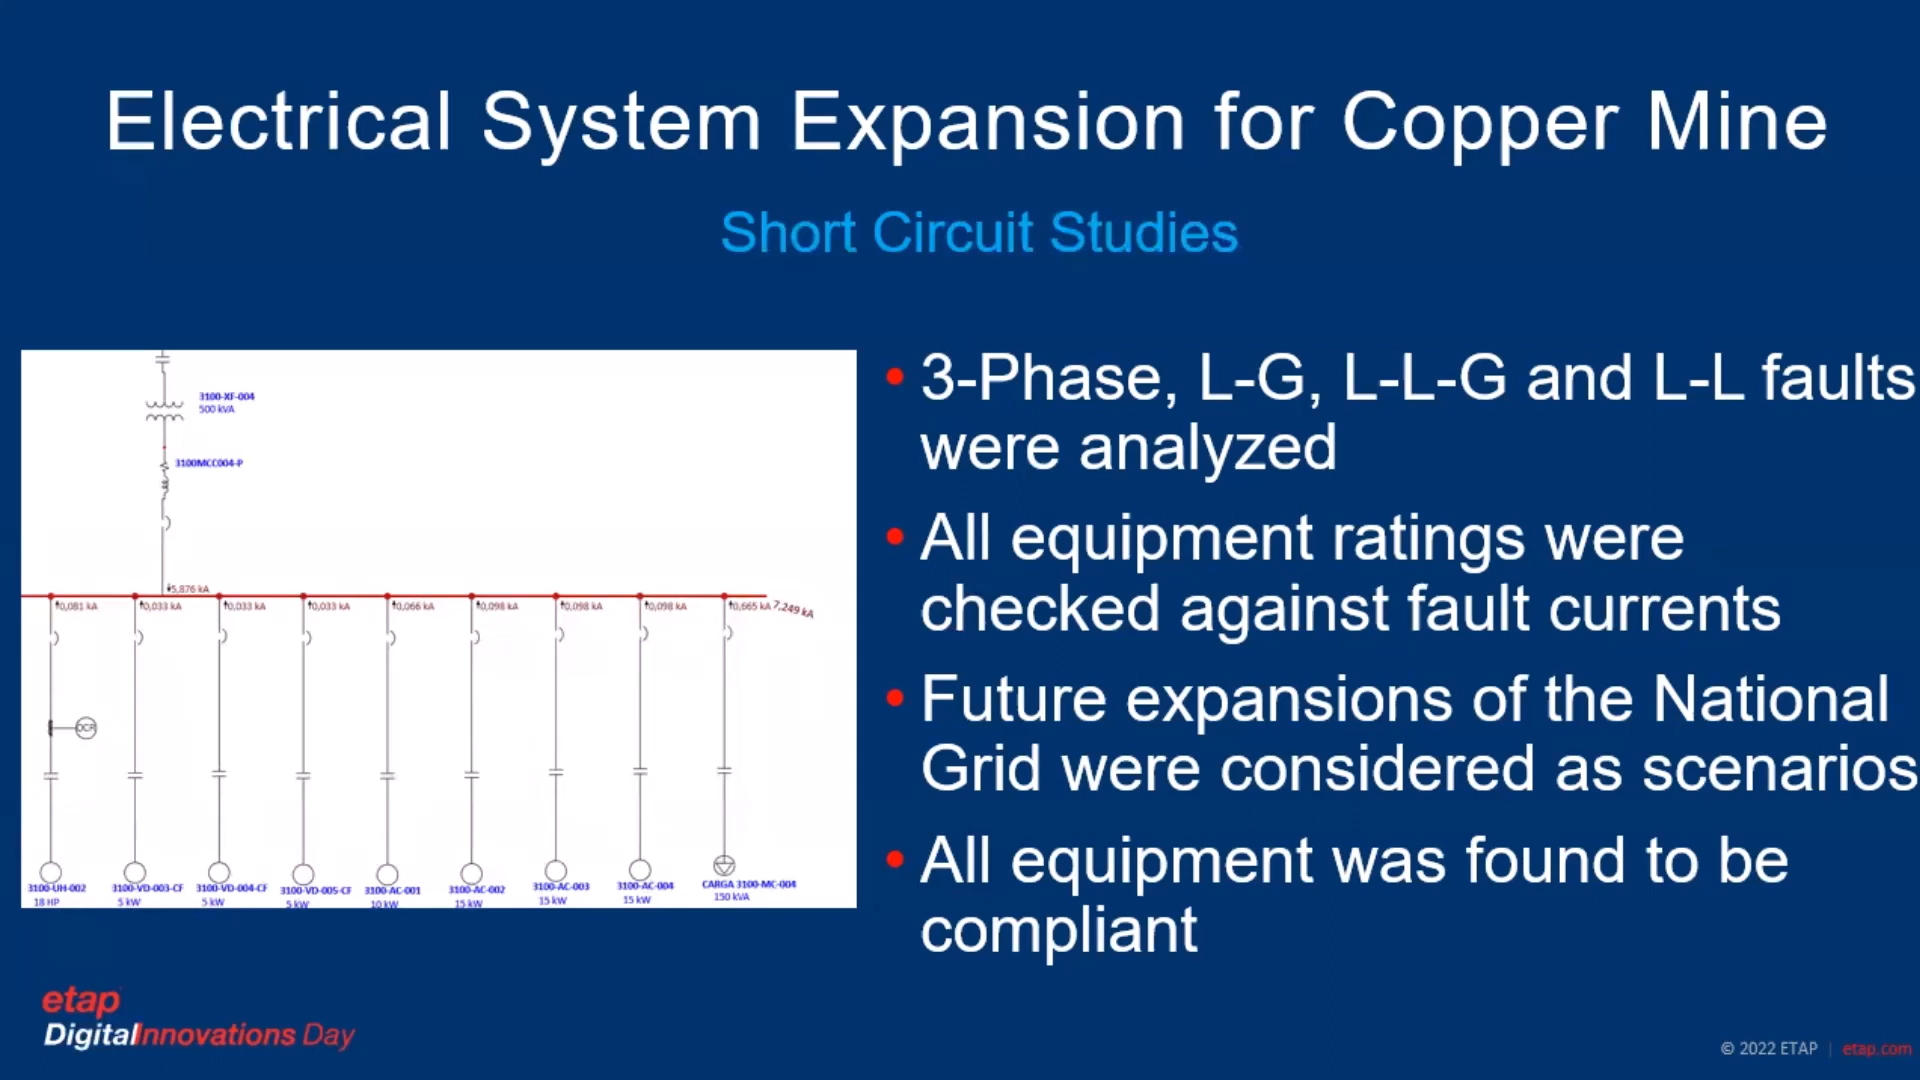 Electrical System Expansion for Copper Mine
Short Circuit Studies
3100-XF-004
500 kVA
3100MCC004-P
5,876 kA
0,081 kA 0,033 kA 0,033 kA 0,033 kA 0,066 kA 0,098 kA 0,098 kA 0,098 kA 0,665 kA 7,249 kA
OCR
3100-UH-002 3100-VD-003-CF 3100-VD-004-CF 3100-VD-005-CF 3100-AC-001 3100-AC-002 3100-AC-003 3100-AC-004 CARGA 3100-MC-004
18 HP 5 kW 5 kW 5 kW 10 kW 15 kW 15 kW 15 kW 150 kVA
• 3-Phase, L-G, L-L-G and L-L faults
were analyzed
• All equipment ratings were
checked against fault currents
• Future expansions of the National
Grid were considered as scenarios
• All equipment was found to be
compliant
etap
DigitalInnovations Day
© 2022 ETAP | etap.com